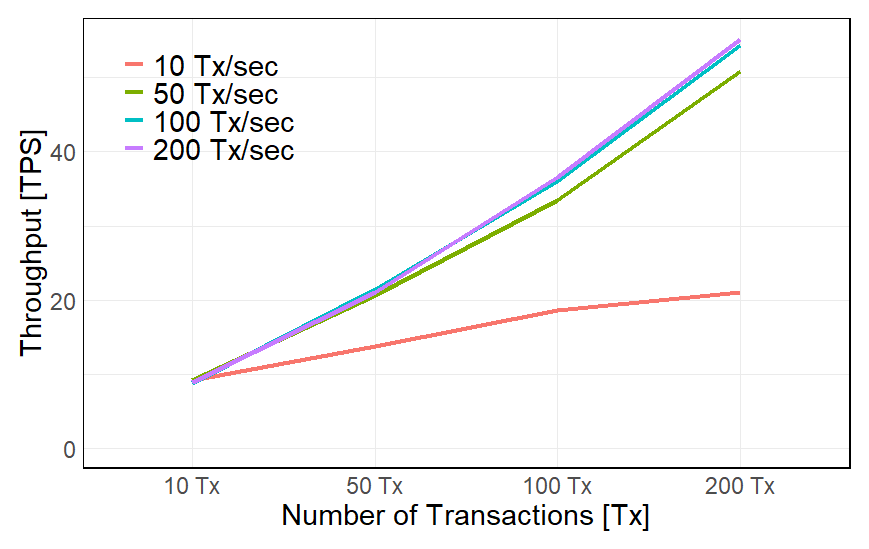 10 Tx/sec
50 Tx/sec
100 Tx/sec
200 Tx/sec
Throughput [TPS]
40
20
0
10 Tx
50 Tx
100 Tx
200 Tx
Number of Transactions [Tx]